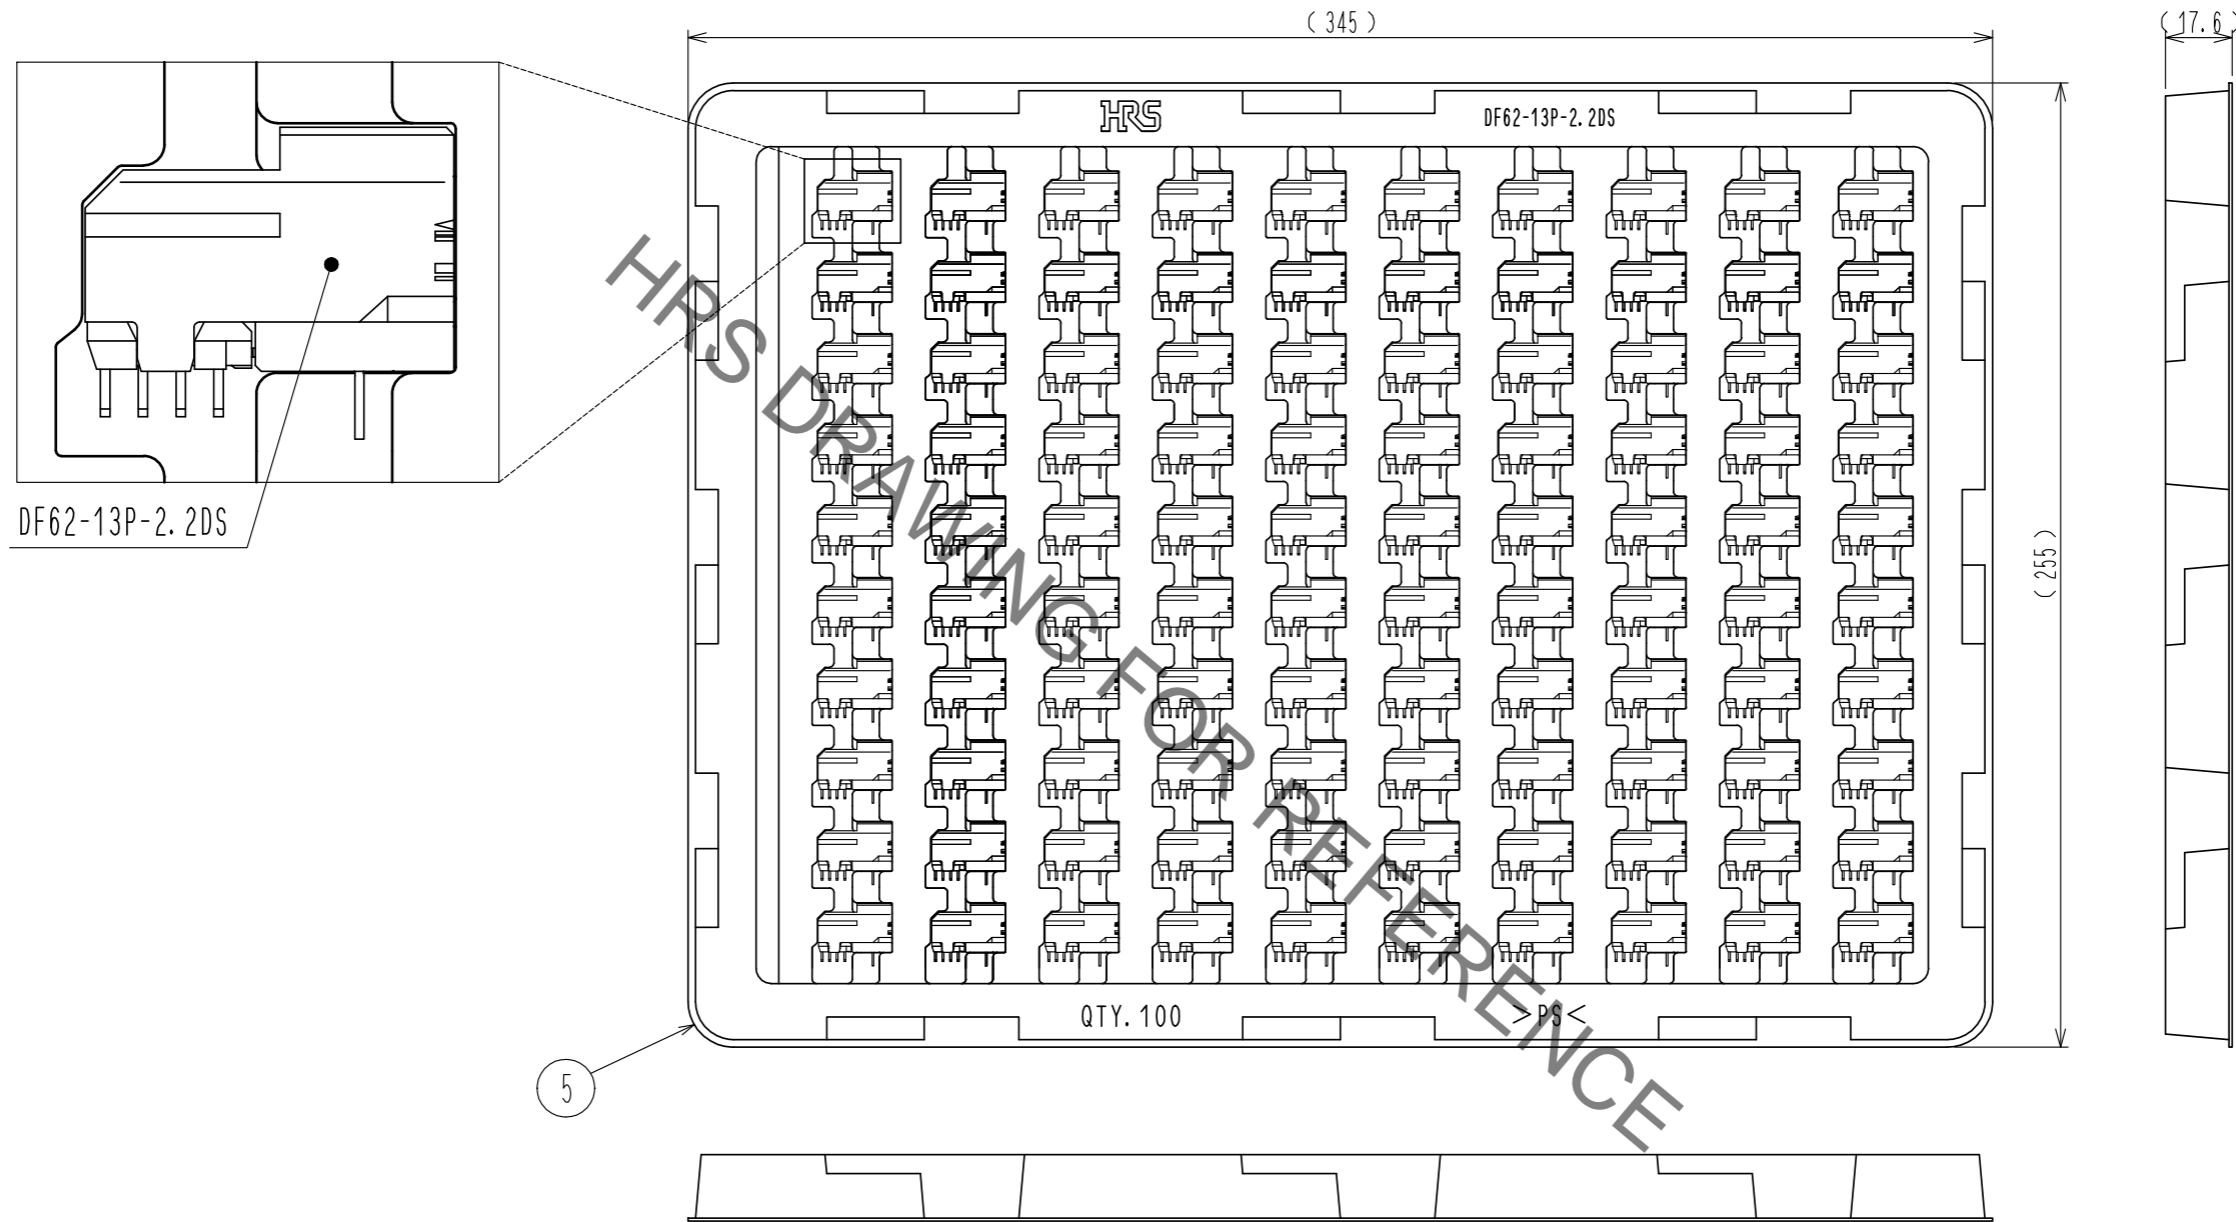 ( 345 )
( 17.6 )
HRS
DF62-13P-2.2DS
DF62-13P-2.2DS
( 255 )
HRS DRAWING FOR REFERENCE
QTY.100
>PS<
5